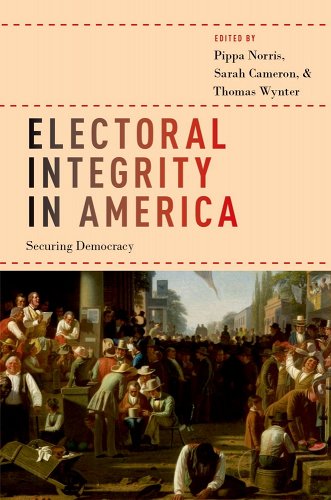 EDITED BY
Pippa Norris,
Sarah Cameron, &
Thomas Wynter
ELECTORAL
INTEGRITY
IN AMERICA
Securing Democracy